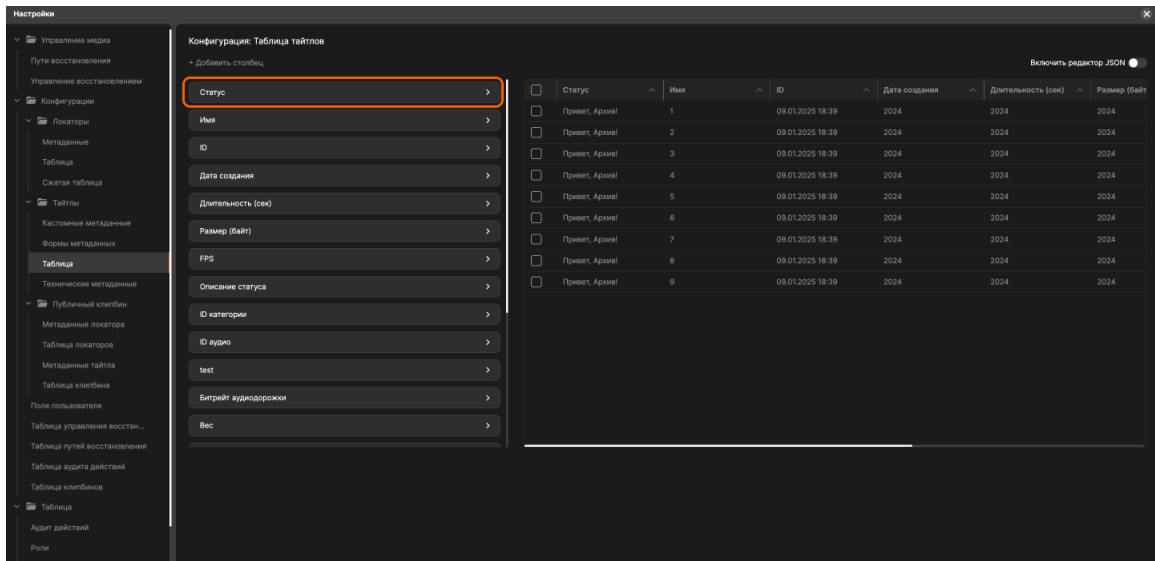 Настройки
Управление медиа
Пути восстановления
Управление восстановлением
Конфигурации
Локаторы
Метаданные
Таблица
Сжатая таблица
Тайтлы
Кастомные метаданные
Формы метаданных
Таблица
Технические метаданные
Публичный клипбин
Метаданные локатора
Таблица локаторов
Метаданные тайтла
Таблица клипбина
Поля пользователя
Таблица управления восстан...
Таблица путей восстановления
Таблица аудита действий
Таблица клипбинов
Таблица
Аудит действий
Роли
Конфигурация: Таблица тайтлов
+ Добавить столбец
Включить редактор JSON
Статус
Имя
ID
Дата создания
Длительность (сек)
Размер (байт)
FPS
Описание статуса
ID категории
ID аудио
test
Битрейт аудиодорожки
Вес
Статус Имя ID Дата создания Длительность (сек) Размер (байт
Привет, Архив! 1 09.01.2025 18:39 2024 2024 2024
Привет, Архив! 2 09.01.2025 18:39 2024 2024 2024
Привет, Архив! 3 09.01.2025 18:39 2024 2024 2024
Привет, Архив! 4 09.01.2025 18:39 2024 2024 2024
Привет, Архив! 5 09.01.2025 18:39 2024 2024 2024
Привет, Архив! 6 09.01.2025 18:39 2024 2024 2024
Привет, Архив! 7 09.01.2025 18:39 2024 2024 2024
Привет, Архив! 8 09.01.2025 18:39 2024 2024 2024
Привет, Архив! 9 09.01.2025 18:39 2024 2024 2024